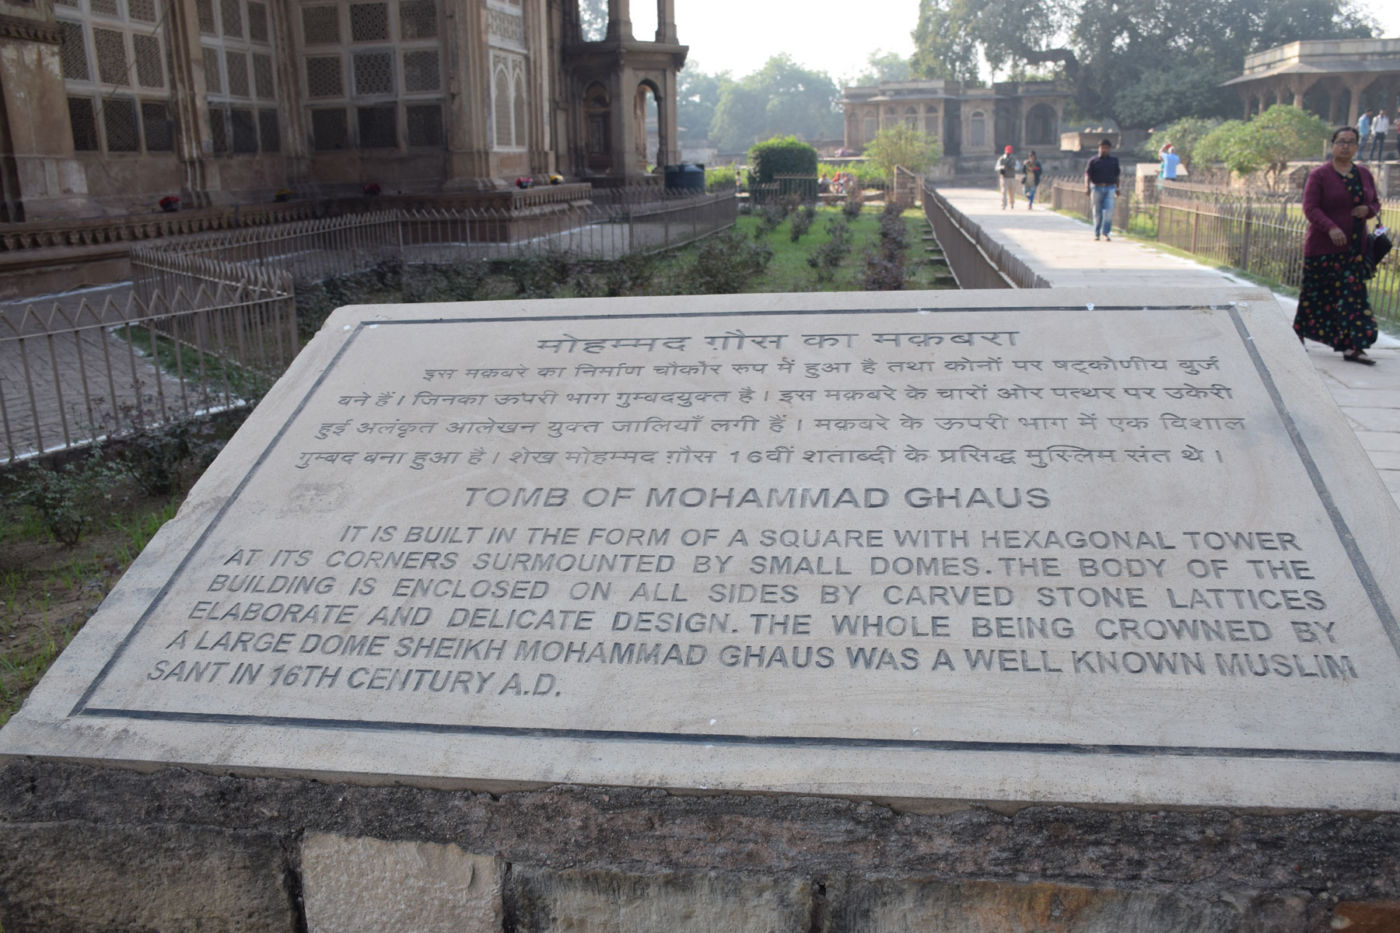 मोहम्मद ग़ौस का मक़बरा
इस मक़बरे का निर्माण चौकोर रूप में हुआ है तथा कोनों पर षट्कोणीय बुर्ज
बने हैं। जिनका ऊपरी भाग गुम्बदयुक्त है। इस मक़बरे के चारों ओर पत्थर पर उकेरी
हुई अलंकृत आलेखन युक्त जालियाँ लगी हैं। मक़बरे के ऊपरी भाग में एक विशाल
गुम्बद बना हुआ है। शेख मोहम्मद ग़ौस 16वीं शताब्दी के प्रसिद्ध मुस्लिम संत थे।
TOMB OF MOHAMMAD GHAUS
IT IS BUILT IN THE FORM OF A SQUARE WITH HEXAGONAL TOWER
AT ITS CORNERS SURMOUNTED BY SMALL DOMES. THE BODY OF THE
BUILDING IS ENCLOSED ON ALL SIDES BY CARVED STONE LATTICES
ELABORATE AND DELICATE DESIGN. THE WHOLE BEING CROWNED BY
A LARGE DOME SHEIKH MOHAMMAD GHAUS WAS A WELL KNOWN MUSLIM
SANT IN 16TH CENTURY A.D.